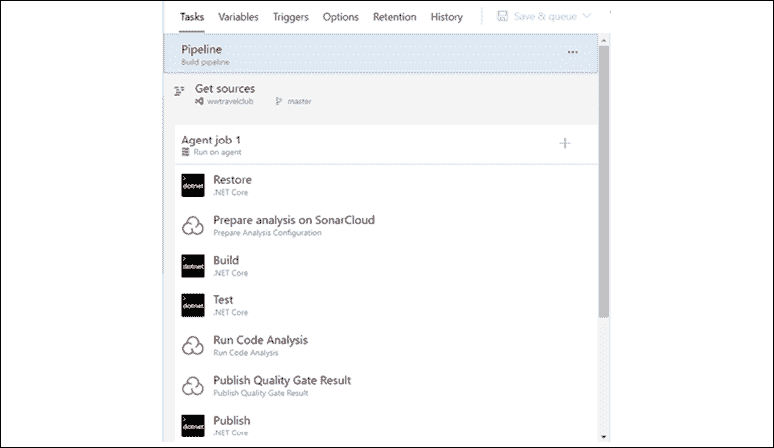 Tasks Variables Triggers Options Retention History Save & queue
Pipeline
Build pipeline
Get sources
wwtravelclub master
Agent job 1
Run on agent
Restore
dotnet
.NET Core
Prepare analysis on SonarCloud
Prepare Analysis Configuration
Build
dotnet
.NET Core
Test
dotnet
.NET Core
Run Code Analysis
Run Code Analysis
Publish Quality Gate Result
Publish Quality Gate Result
Publish
dotnet
.NET Core